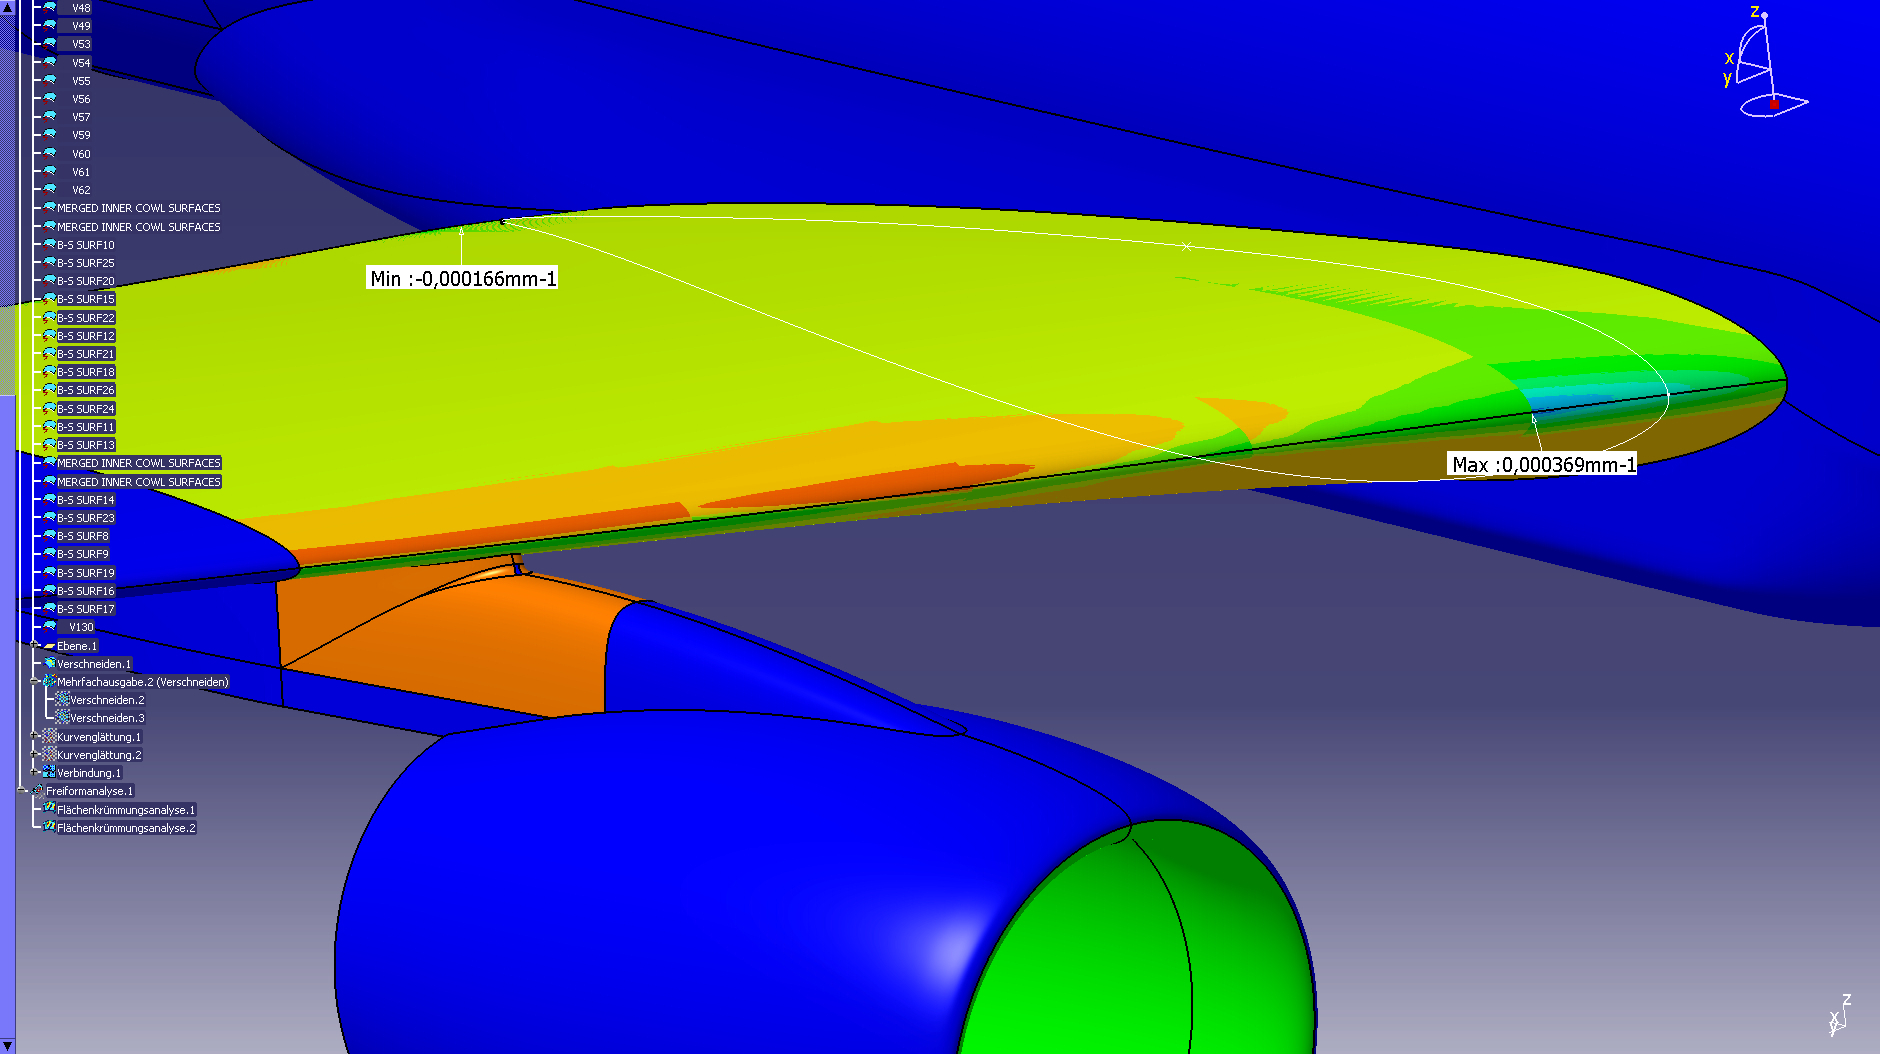 V48
V49
V53
V54
V55
V56
V57
V59
V60
V61
V62
MERGED INNER COWL SURFACES
MERGED INNER COWL SURFACES
B-S SURF10
B-S SURF25
B-S SURF20
B-S SURF15
B-S SURF22
B-S SURF12
B-S SURF21
B-S SURF18
B-S SURF26
B-S SURF24
B-S SURF11
B-S SURF13
MERGED INNER COWL SURFACES
MERGED INNER COWL SURFACES
B-S SURF14
B-S SURF23
B-S SURF8
B-S SURF9
B-S SURF19
B-S SURF16
B-S SURF17
V130
Ebene.1
Verschneiden.1
Mehrfachausgabe.2 (Verschneiden)
Verschneiden.2
Verschneiden.3
Kurvenglättung.1
Kurvenglättung.2
Verbindung.1
Freiformanalyse.1
Flächenkrümmungsanalyse.1
Flächenkrümmungsanalyse.2
Min :-0,000166mm-1
Max :0,000369mm-1
z
x
y
z
x
y